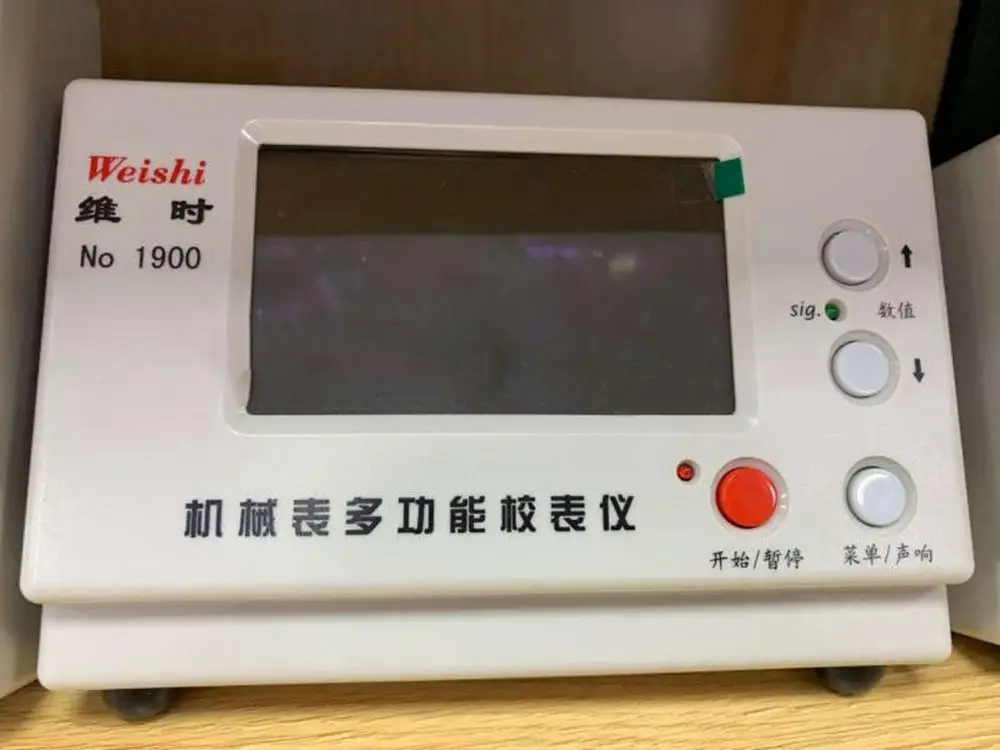 Weishi
维 时
No 1900
↑
sig. 数值
↓
机械表多功能校表仪
开始/暂停
菜单/声响